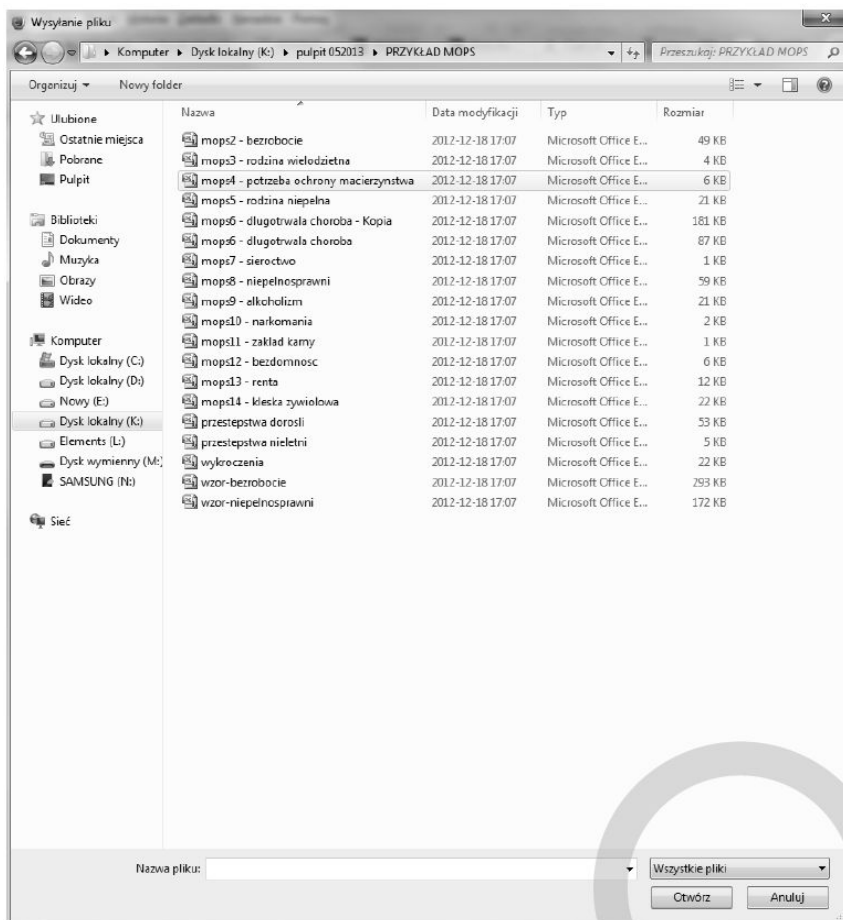 Wysyłanie pliku
Komputer ▸ Dysk lokalny (K:) ▸ pulpit 052013 ▸ PRZYKŁAD MOPS Przeszukaj: PRZYKŁAD MOPS
Organizuj Nowy folder
Nazwa Data modyfikacji Typ Rozmiar
Ulubione
Ostatnie miejsca
Pobrane
Pulpit
Biblioteki
Dokumenty
Muzyka
Obrazy
Wideo
Komputer
Dysk lokalny (C:)
Dysk lokalny (D:)
Nowy (E:)
Dysk lokalny (K:)
Elements (L:)
Dysk wymienny (M:)
SAMSUNG (N:)
Sieć
mops2 - bezrobocie 2012-12-18 17:07 Microsoft Office E... 49 KB
mops3 - rodzina wielodzietna 2012-12-18 17:07 Microsoft Office E... 4 KB
mops4 - potrzeba ochrony macierzynstwa 2012-12-18 17:07 Microsoft Office E... 6 KB
mops5 - rodzina niepelna 2012-12-18 17:07 Microsoft Office E... 21 KB
mops6 - dlugotrwala choroba - Kopia 2012-12-18 17:07 Microsoft Office E... 181 KB
mops6 - dlugotrwala choroba 2012-12-18 17:07 Microsoft Office E... 87 KB
mops7 - sieroctwo 2012-12-18 17:07 Microsoft Office E... 1 KB
mops8 - niepelnosprawni 2012-12-18 17:07 Microsoft Office E... 59 KB
mops9 - alkoholizm 2012-12-18 17:07 Microsoft Office E... 21 KB
mops10 - narkomania 2012-12-18 17:07 Microsoft Office E... 2 KB
mops11 - zaklad karny 2012-12-18 17:07 Microsoft Office E... 1 KB
mops12 - bezdomnosc 2012-12-18 17:07 Microsoft Office E... 6 KB
mops13 - renta 2012-12-18 17:07 Microsoft Office E... 12 KB
mops14 - kleska zywiolowa 2012-12-18 17:07 Microsoft Office E... 22 KB
przestepstwa dorosli 2012-12-18 17:07 Microsoft Office E... 53 KB
przestepstwa nieletni 2012-12-18 17:07 Microsoft Office E... 5 KB
wykroczenia 2012-12-18 17:07 Microsoft Office E... 22 KB
wzor-bezrobocie 2012-12-18 17:07 Microsoft Office E... 293 KB
wzor-niepelnosprawni 2012-12-18 17:07 Microsoft Office E... 172 KB
Nazwa pliku: Wszystkie pliki
Otwórz Anuluj